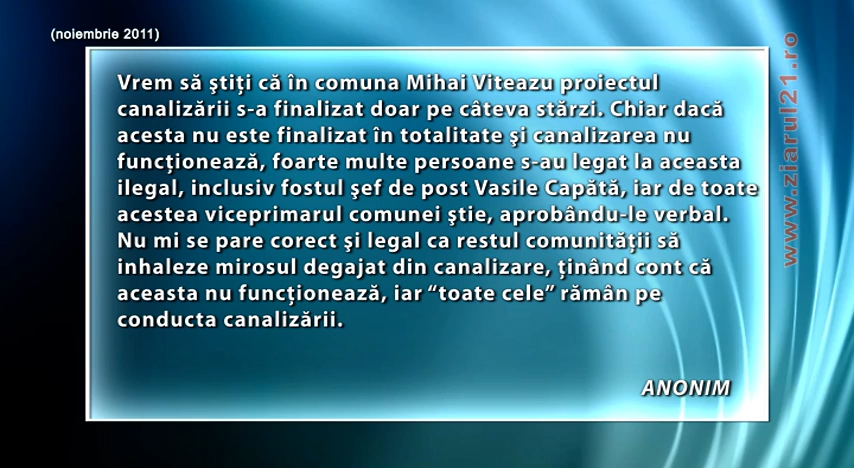 (noiembrie 2011)
Vrem să ştiţi că în comuna Mihai Viteazu proiectul
canalizării s-a finalizat doar pe câteva stărzi. Chiar dacă
acesta nu este finalizat în totalitate şi canalizarea nu
funcţionează, foarte multe persoane s-au legat la aceasta
ilegal, inclusiv fostul şef de post Vasile Capătă, iar de toate
acestea viceprimarul comunei ştie, aprobându-le verbal.
Nu mi se pare corect şi legal ca restul comunităţii să
inhaleze mirosul degajat din canalizare, ţinând cont că
aceasta nu funcţionează, iar “toate cele” rămân pe
conducta canalizării.
ANONIM
www.ziarul21.ro